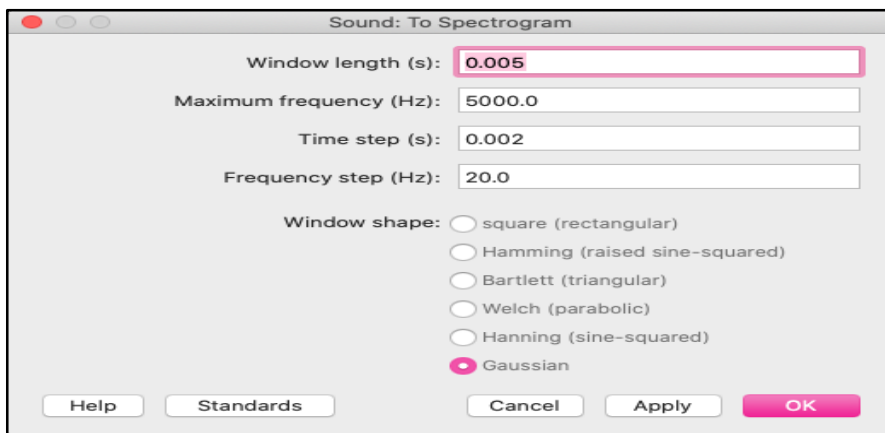 Sound: To Spectrogram
Window length (s): 0.005
Maximum frequency (Hz): 5000.0
Time step (s): 0.002
Frequency step (Hz): 20.0
Window shape: square (rectangular)
Hamming (raised sine-squared)
Bartlett (triangular)
Welch (parabolic)
Hanning (sine-squared)
Gaussian
Help Standards Cancel Apply OK